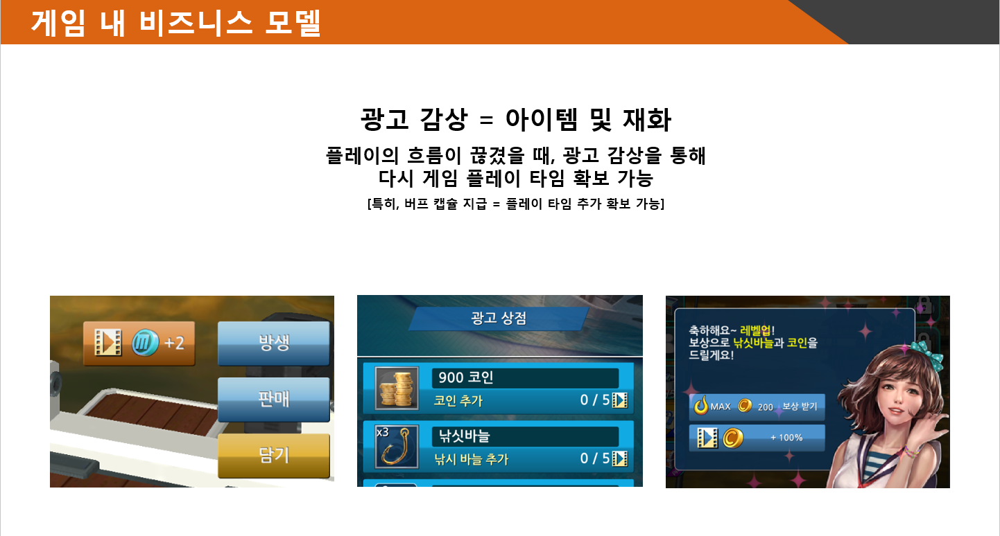 게임 내 비즈니스 모델
광고 감상 = 아이템 및 재화
플레이의 흐름이 끊겼을 때, 광고 감상을 통해
다시 게임 플레이 타임 확보 가능
[특히, 버프 캡슐 지급 = 플레이 타임 추가 확보 가능]
m +2
방생
판매
담기
광고 상점
900 코인
코인 추가
0 / 5
x3
낚싯바늘
낚시 바늘 추가
0 / 5
축하해요~ 레벨업!
보상으로 낚싯바늘과 코인을
드릴게요!
MAX C 200 보상 받기
C + 100%